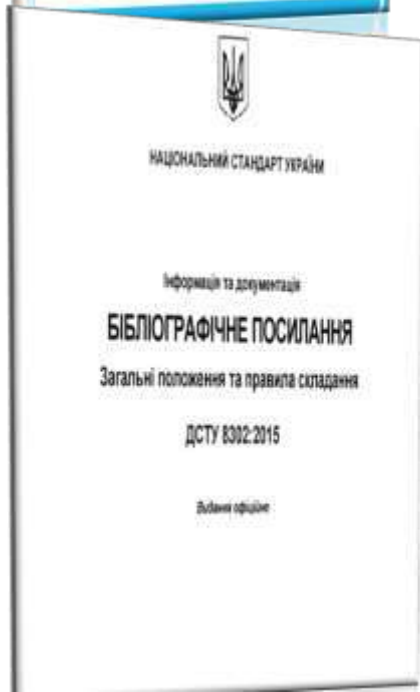 НАЦІОНАЛЬНИЙ СТАНДАРТ УКРАЇНИ
Інформація та документація
БІБЛІОГРАФІЧНЕ ПОСИЛАННЯ
Загальні положення та правила складання
ДСТУ 8302:2015
Видання офіційне